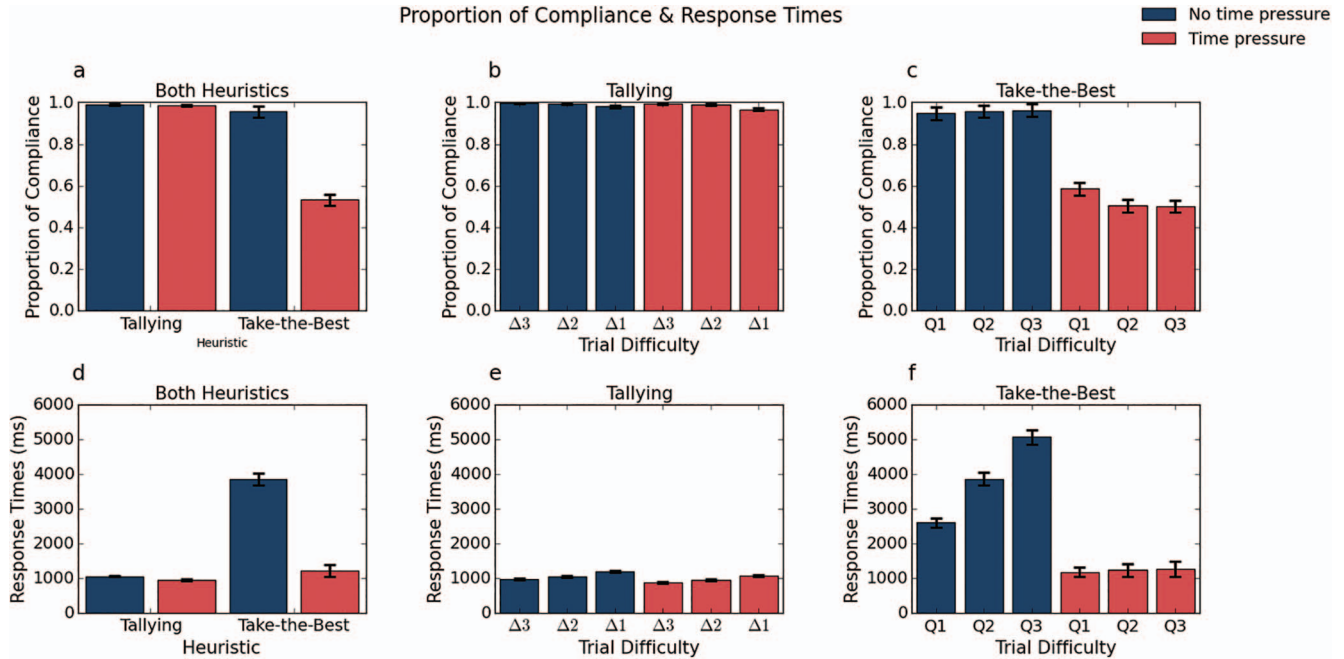 Proportion of Compliance & Response Times
No time pressure
Time pressure
a
Both Heuristics
Proportion of Compliance
1.0
0.8
0.6
0.4
0.2
0.0
Tallying Take-the-Best
Heuristic
b
Tallying
Proportion of Compliance
1.0
0.8
0.6
0.4
0.2
0.0
Δ3 Δ2 Δ1 Δ3 Δ2 Δ1
Trial Difficulty
c
Take-the-Best
Proportion of Compliance
1.0
0.8
0.6
0.4
0.2
0.0
Q1 Q2 Q3 Q1 Q2 Q3
Trial Difficulty
d
Both Heuristics
Response Times (ms)
6000
5000
4000
3000
2000
1000
0
Tallying Take-the-Best
Heuristic
e
Tallying
Response Times (ms)
6000
5000
4000
3000
2000
1000
0
Δ3 Δ2 Δ1 Δ3 Δ2 Δ1
Trial Difficulty
f
Take-the-Best
Response Times (ms)
6000
5000
4000
3000
2000
1000
0
Q1 Q2 Q3 Q1 Q2 Q3
Trial Difficulty